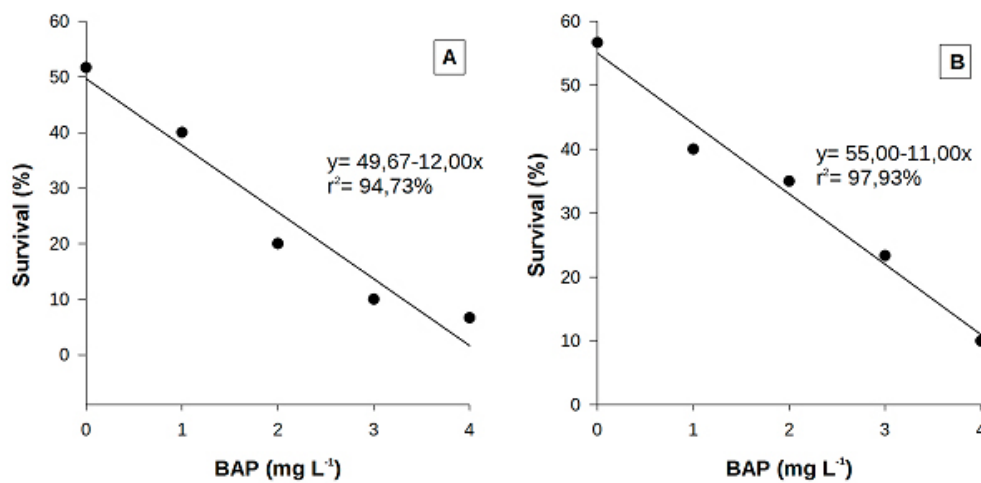 A
60
50
40
30
20
10
0
Survival (%)
y= 49,67-12,00x
r²= 94,73%
0 1 2 3 4
BAP (mg L⁻¹)
B
60
50
40
30
20
10
0
Survival (%)
y= 55,00-11,00x
r²= 97,93%
0 1 2 3 4
BAP (mg L⁻¹)